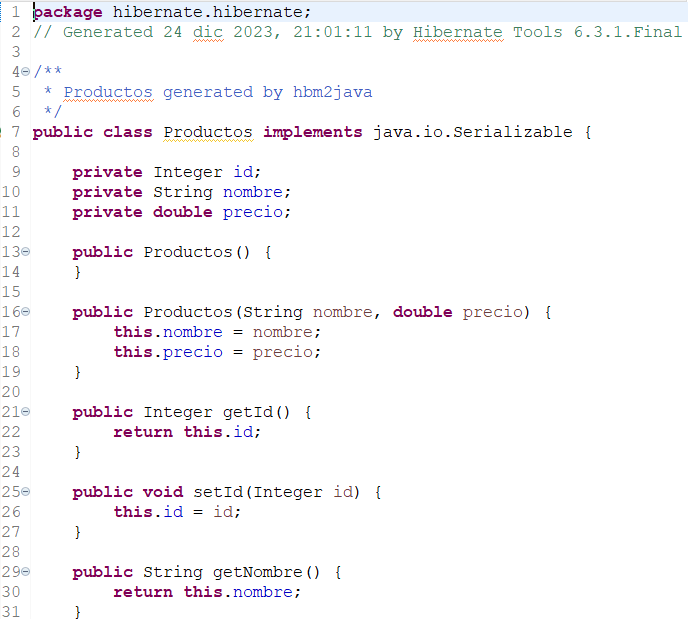 1 package hibernate.hibernate;
2 // Generated 24 dic 2023, 21:01:11 by Hibernate Tools 6.3.1.Final
3
4 /**
5  * Productos generated by hbm2java
6  */
7 public class Productos implements java.io.Serializable {
8
9     private Integer id;
10     private String nombre;
11     private double precio;
12
13     public Productos() {
14     }
15
16     public Productos(String nombre, double precio) {
17         this.nombre = nombre;
18         this.precio = precio;
19     }
20
21     public Integer getId() {
22         return this.id;
23     }
24
25     public void setId(Integer id) {
26         this.id = id;
27     }
28
29     public String getNombre() {
30         return this.nombre;
31     }